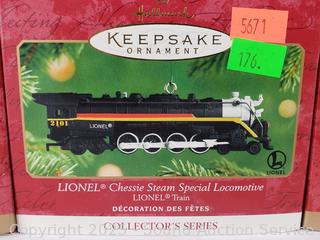 Hallmark
KEEPSAKE
ORNAMENT
5671
176.
2101
LIONEL
LIONEL
LIONEL® Chessie Steam Special Locomotive
LIONEL® Train
DÉCORATION DES FÊTES
COLLECTOR'S SERIES